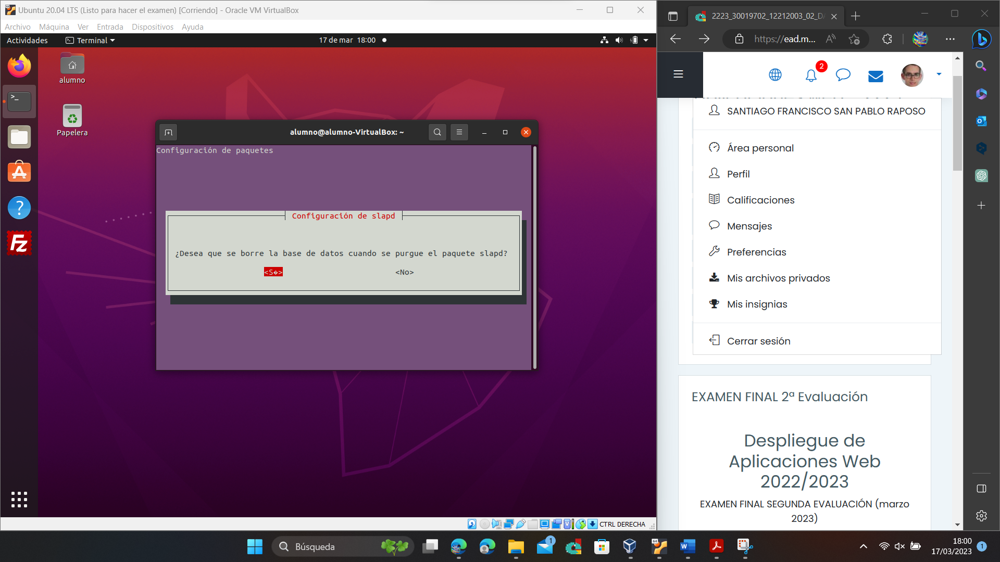 Ubuntu 20.04 LTS (Listo para hacer el examen) [Corriendo] - Oracle VM VirtualBox
Archivo Máquina Ver Entrada Dispositivos Ayuda
Actividades Terminal 17 de mar 18:00
alumno
Papelera
alumno@alumno-VirtualBox: ~
Configuración de paquetes
Configuración de slapd
¿Desea que se borre la base de datos cuando se purgue el paquete slapd?
<S�> <No>
CTRL DERECHA
2223_30019702_12212003_02_DA
https://ead.m...
2
SANTIAGO FRANCISCO SAN PABLO RAPOSO
Área personal
Perfil
Calificaciones
Mensajes
Preferencias
Mis archivos privados
Mis insignias
Cerrar sesión
EXAMEN FINAL 2ª Evaluación
Despliegue de
Aplicaciones Web
2022/2023
EXAMEN FINAL SEGUNDA EVALUACIÓN (marzo
2023)
Búsqueda
1
64
18:00
17/03/2023
1